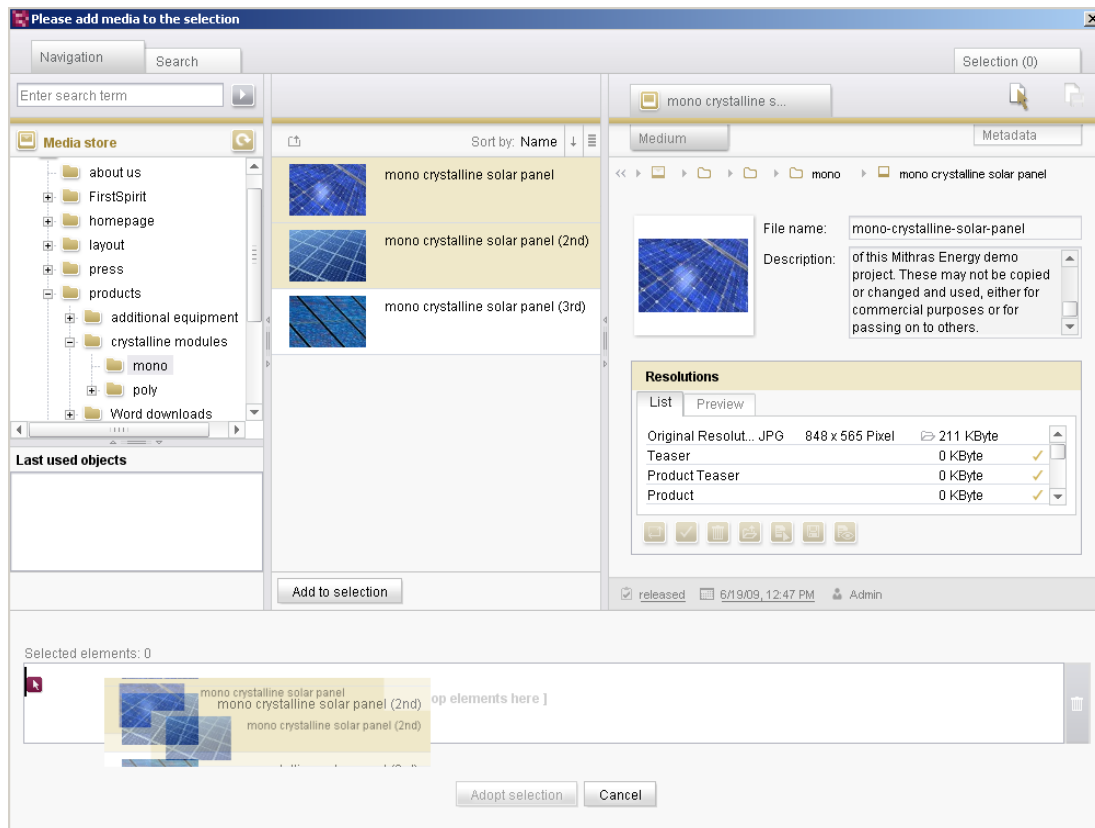 Please add media to the selection
Navigation
Search
Selection (0)
Enter search term
mono crystalline s...
Media store
Sort by: Name
Medium
Metadata
about us
FirstSpirit
homepage
layout
press
products
additional equipment
crystalline modules
mono
poly
Word downloads
Last used objects
mono crystalline solar panel
mono crystalline solar panel (2nd)
mono crystalline solar panel (3rd)
Add to selection
<< mono mono crystalline solar panel
File name: mono-crystalline-solar-panel
Description: of this Mithras Energy demo
project. These may not be copied
or changed and used, either for
commercial purposes or for
passing on to others.
Resolutions
List Preview
Original Resolut... JPG 848 x 565 Pixel 211 KByte
Teaser 0 KByte
Product Teaser 0 KByte
Product 0 KByte
released 6/19/09, 12:47 PM Admin
Selected elements: 0
mono crystalline solar panel
mono crystalline solar panel (2nd)
op elements here ]
mono crystalline solar panel (2nd)
Adopt selection
Cancel